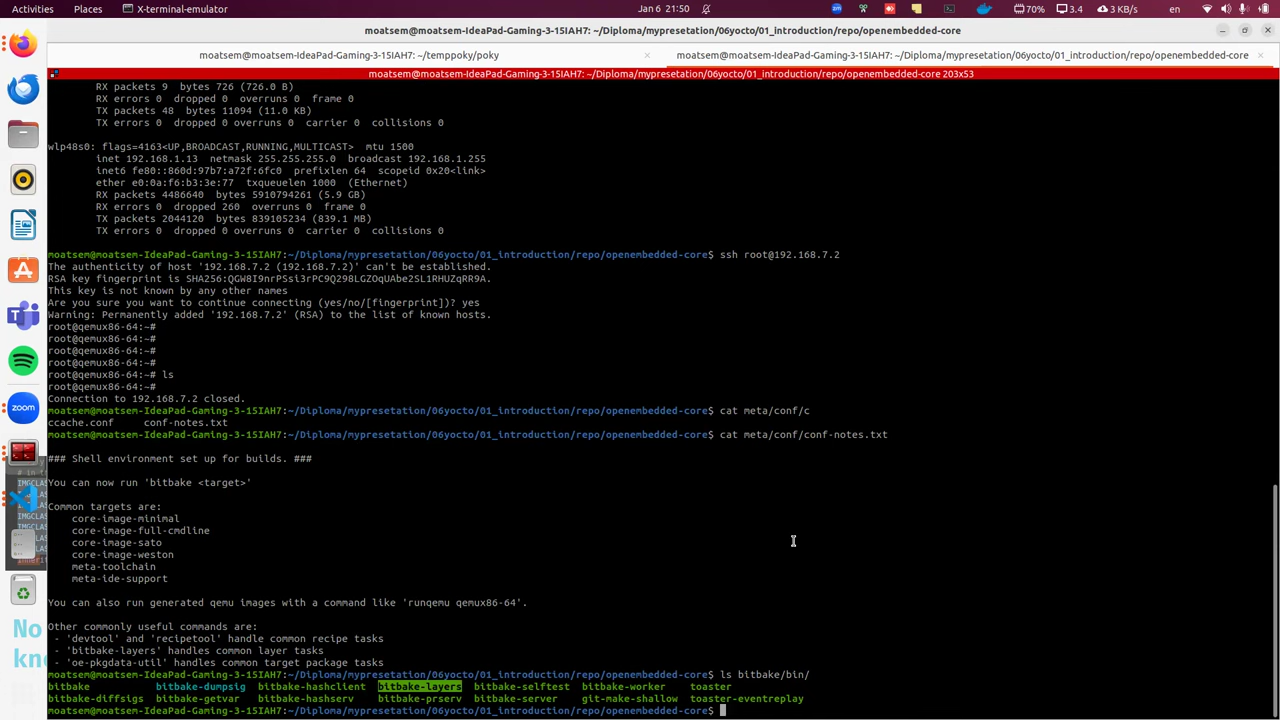 Activities Places X-terminal-emulator Jan 6 21:50 70% 3.4 3 KB/s en
moatsem@moatsem-IdeaPad-Gaming-3-15IAH7: ~/Diploma/mypresetation/06yocto/01_introduction/repo/openembedded-core
moatsem@moatsem-IdeaPad-Gaming-3-15IAH7: ~/temppoky/poky
moatsem@moatsem-IdeaPad-Gaming-3-15IAH7: ~/Diploma/mypresetation/06yocto/01_introduction/repo/openembedded-core
moatsem@moatsem-IdeaPad-Gaming-3-15IAH7: ~/Diploma/mypresetation/06yocto/01_introduction/repo/openembedded-core 203x53
RX packets 9 bytes 726 (726.0 B)
RX errors 0 dropped 0 overruns 0 frame 0
TX packets 48 bytes 11094 (11.0 KB)
TX errors 0 dropped 0 overruns 0 carrier 0 collisions 0
wlp48s0: flags=4163<UP,BROADCAST,RUNNING,MULTICAST> mtu 1500
inet 192.168.1.13 netmask 255.255.255.0 broadcast 192.168.1.255
inet6 fe80::860d:97b7:a72f:6fc0 prefixlen 64 scopeid 0x20<link>
ether e0:0a:f6:b3:3e:77 txqueuelen 1000 (Ethernet)
RX packets 4486640 bytes 5910794261 (5.9 GB)
RX errors 0 dropped 260 overruns 0 frame 0
TX packets 2044120 bytes 839105234 (839.1 MB)
TX errors 0 dropped 0 overruns 0 carrier 0 collisions 0
moatsem@moatsem-IdeaPad-Gaming-3-15IAH7:~/Diploma/mypresetation/06yocto/01_introduction/repo/openembedded-core$ ssh root@192.168.7.2
The authenticity of host '192.168.7.2 (192.168.7.2)' can't be established.
RSA key fingerprint is SHA256:QGW8I9nrPSsi3rPC9Q298LGZOqUAbe2SL1RHUZqRR9A.
This key is not known by any other names
Are you sure you want to continue connecting (yes/no/[fingerprint])? yes
Warning: Permanently added '192.168.7.2' (RSA) to the list of known hosts.
root@qemux86-64:~#
root@qemux86-64:~#
root@qemux86-64:~#
root@qemux86-64:~#
root@qemux86-64:~# ls
root@qemux86-64:~#
Connection to 192.168.7.2 closed.
moatsem@moatsem-IdeaPad-Gaming-3-15IAH7:~/Diploma/mypresetation/06yocto/01_introduction/repo/openembedded-core$ cat meta/conf/c
ccache.conf conf-notes.txt
moatsem@moatsem-IdeaPad-Gaming-3-15IAH7:~/Diploma/mypresetation/06yocto/01_introduction/repo/openembedded-core$ cat meta/conf/conf-notes.txt
### Shell environment set up for builds. ###
You can now run 'bitbake <target>'
Common targets are:
core-image-minimal
core-image-full-cmdline
core-image-sato
core-image-weston
meta-toolchain
meta-ide-support
You can also run generated qemu images with a command like 'runqemu qemux86-64'.
Other commonly useful commands are:
- 'devtool' and 'recipetool' handle common recipe tasks
- 'bitbake-layers' handles common layer tasks
- 'oe-pkgdata-util' handles common target package tasks
moatsem@moatsem-IdeaPad-Gaming-3-15IAH7:~/Diploma/mypresetation/06yocto/01_introduction/repo/openembedded-core$ ls bitbake/bin/
bitbake bitbake-dumpsig bitbake-hashclient bitbake-layers bitbake-selftest bitbake-worker toaster
bitbake-diffsigs bitbake-getvar bitbake-hashserv bitbake-prserv bitbake-server git-make-shallow toaster-eventreplay
moatsem@moatsem-IdeaPad-Gaming-3-15IAH7:~/Diploma/mypresetation/06yocto/01_introduction/repo/openembedded-core$
zoom
No